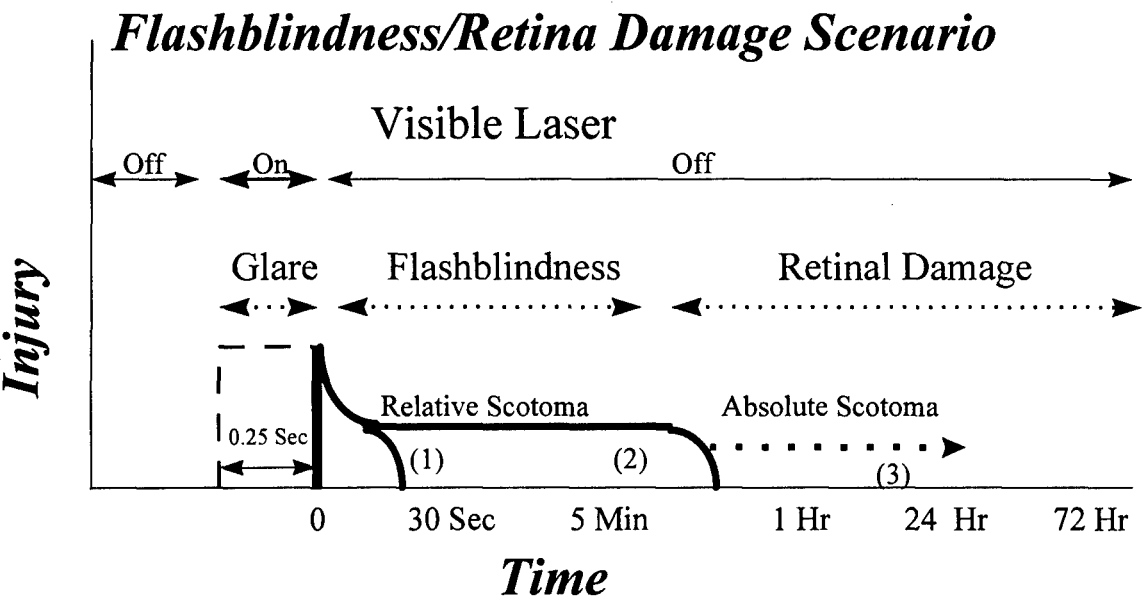 Flashblindness/Retina Damage Scenario
Visible Laser
Off On Off
Glare Flashblindness Retinal Damage
Injury
Relative Scotoma Absolute Scotoma
0.25 Sec
(1) (2) (3)
0 30 Sec 5 Min 1 Hr 24 Hr 72 Hr
Time